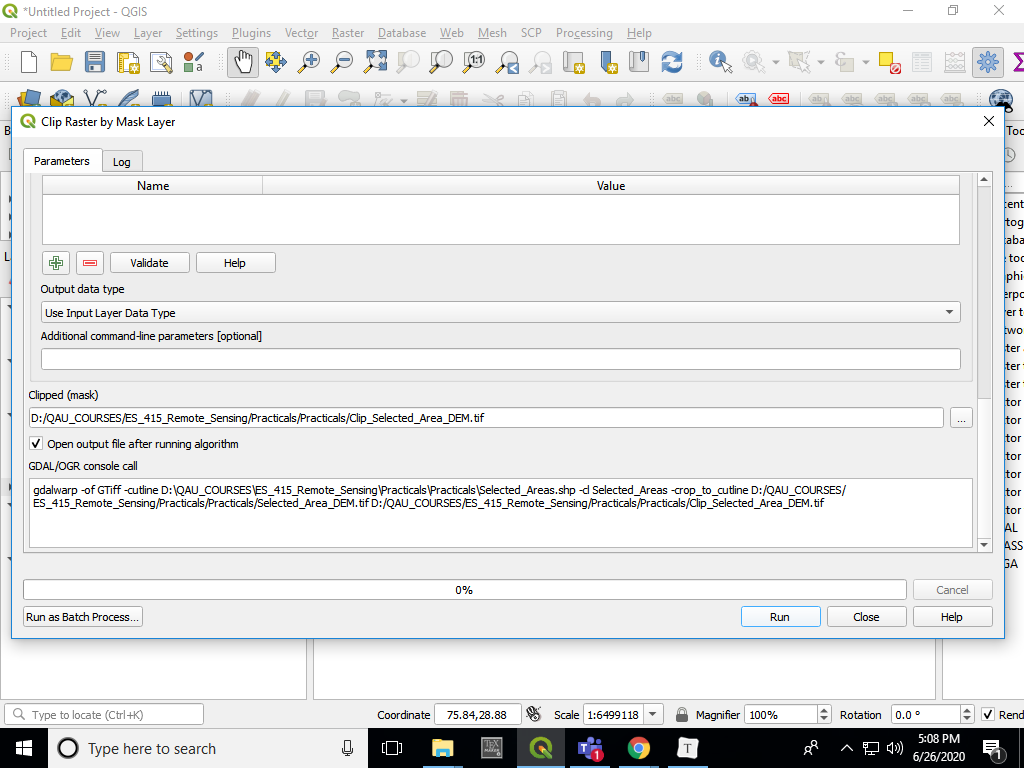 *Untitled Project - QGIS
Project Edit View Layer Settings Plugins Vector Raster Database Web Mesh SCP Processing Help
Clip Raster by Mask Layer
Parameters Log
Name Value
Validate Help
Output data type
Use Input Layer Data Type
Additional command-line parameters [optional]
Clipped (mask)
D:/QAU_COURSES/ES_415_Remote_Sensing/Practicals/Practicals/Clip_Selected_Area_DEM.tif
...
Open output file after running algorithm
GDAL/OGR console call
gdalwarp -of GTiff -cutline D:\QAU_COURSES\ES_415_Remote_Sensing\Practicals\Practicals\Selected_Areas.shp -cl Selected_Areas -crop_to_cutline D:/QAU_COURSES/
ES_415_Remote_Sensing/Practicals/Practicals/Selected_Area_DEM.tif D:/QAU_COURSES/ES_415_Remote_Sensing/Practicals/Practicals/Clip_Selected_Area_DEM.tif
0%
Cancel
Run as Batch Process...
Run Close Help
Type to locate (Ctrl+K)
Coordinate 75.84,28.88
Scale 1:6499118
Magnifier 100%
Rotation 0.0 °
Rend
Type here to search
5:08 PM
6/26/2020